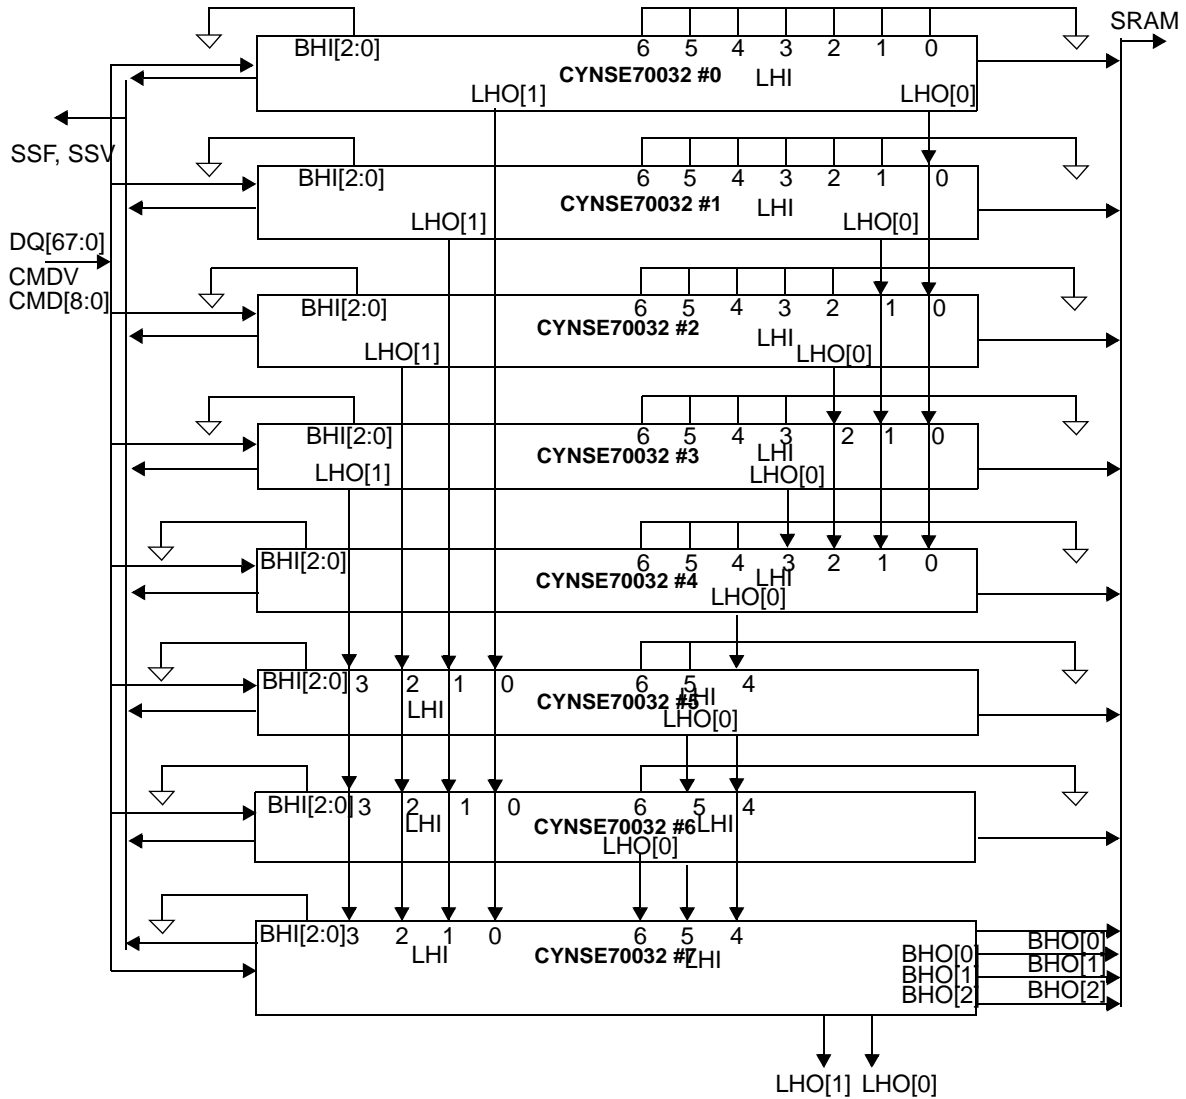 SRAM
BHI[2:0] 6 5 4 3 2 1 0
CYNSE70032 #0 LHI
LHO[1] LHO[0]
SSF, SSV
BHI[2:0] 6 5 4 3 2 1 0
CYNSE70032 #1 LHI
LHO[1] LHO[0]
DQ[67:0]
CMDV
CMD[8:0]
BHI[2:0] 6 5 4 3 2 1 0
CYNSE70032 #2 LHI
LHO[1] LHO[0]
BHI[2:0] 6 5 4 3 2 1 0
CYNSE70032 #3 LHI
LHO[1] LHO[0]
BHI[2:0] 6 5 4 3 2 1 0
CYNSE70032 #4 LHI
LHO[0]
BHI[2:0] 3 2 1 0 6 5 4
LHI CYNSE70032 #5 LHI
LHO[0]
BHI[2:0] 3 2 1 0 6 5 4
LHI CYNSE70032 #6 LHI
LHO[0]
BHI[2:0] 3 2 1 0 6 5 4
LHI CYNSE70032 #7 LHI
BHO[0] BHO[0]
BHO[1] BHO[1]
BHO[2] BHO[2]
LHO[1] LHO[0]